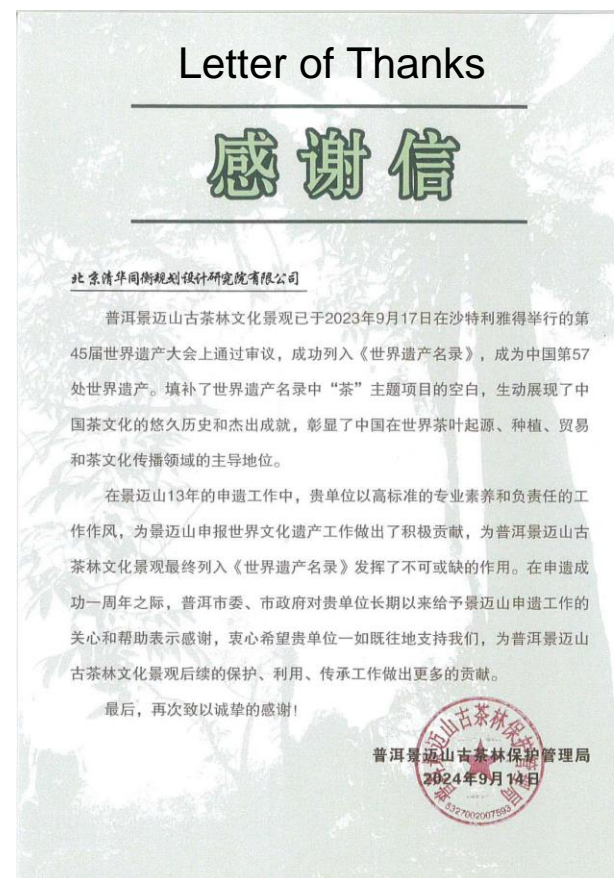 Letter of Thanks
感谢信
北京清华同衡规划设计研究院有限公司
普洱景迈山古茶林文化景观已于2023年9月17日在沙特利雅得举行的第
45届世界遗产大会上通过审议，成功列入《世界遗产名录》，成为中国第57
处世界遗产。填补了世界遗产名录中“茶”主题项目的空白，生动展现了中
国茶文化的悠久历史和杰出成就，彰显了中国在世界茶叶起源、种植、贸易
和茶文化传播领域的主导地位。
在景迈山13年的申遗工作中，贵单位以高标准的专业素养和负责任的工
作作风，为景迈山申报世界文化遗产工作做出了积极贡献，为普洱景迈山古
茶林文化景观最终列入《世界遗产名录》发挥了不可或缺的作用。在申遗成
功一周年之际，普洱市委、市政府对贵单位长期以来给予景迈山申遗工作的
关心和帮助表示感谢，衷心希望贵单位一如既往地支持我们，为普洱景迈山
古茶林文化景观后续的保护、利用、传承工作做出更多的贡献。
最后，再次致以诚挚的感谢！
普洱景迈山古茶林保护管理局
2024年9月14日
普洱景迈山古茶林保护管理局
5327002007593